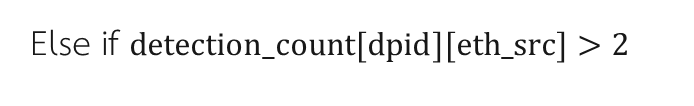 Else if detection_count[dpid][eth_src] > 2